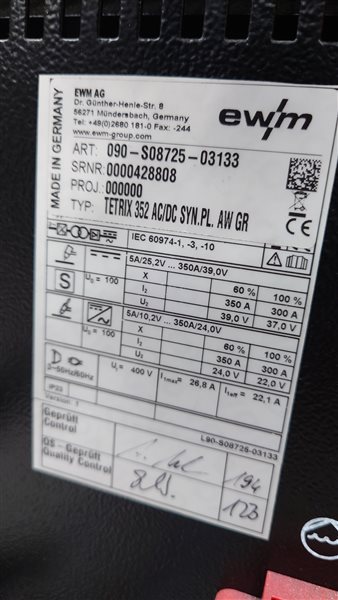 MADE IN GERMANY
EWM AG
Dr. Günther-Henle-Str. 8
56271 Mündersbach, Germany
Tel: +49(0)2680 181-0 Fax: -244
www.ewm-group.com
ewm
ART: 090-S08725-03133
SRNR: 0000428808
PROJ.: 000000
TYP: TETRIX 352 AC/DC SYN.PL. AW GR
CE
IEC 60974-1, -3, -10
5A/25,2V ... 350A/39,0V
X 60 % 100 %
S U₀ = 100 I₂ 350 A 300 A
U₂ 39,0 V 37,0 V
5A/10,2V ... 350A/24,0V
X 60 % 100 %
U₀ = 100 I₂ 350 A 300 A
U₂ 24,0 V 22,0 V
3~50Hz/60Hz U₁ = 400 V I₁max= 26,8 A I₁eff= 22,1 A
IP23
Version: 1
L90-S08725-03133
Geprüft
Control
QS - Geprüft
Quality Control
194
123